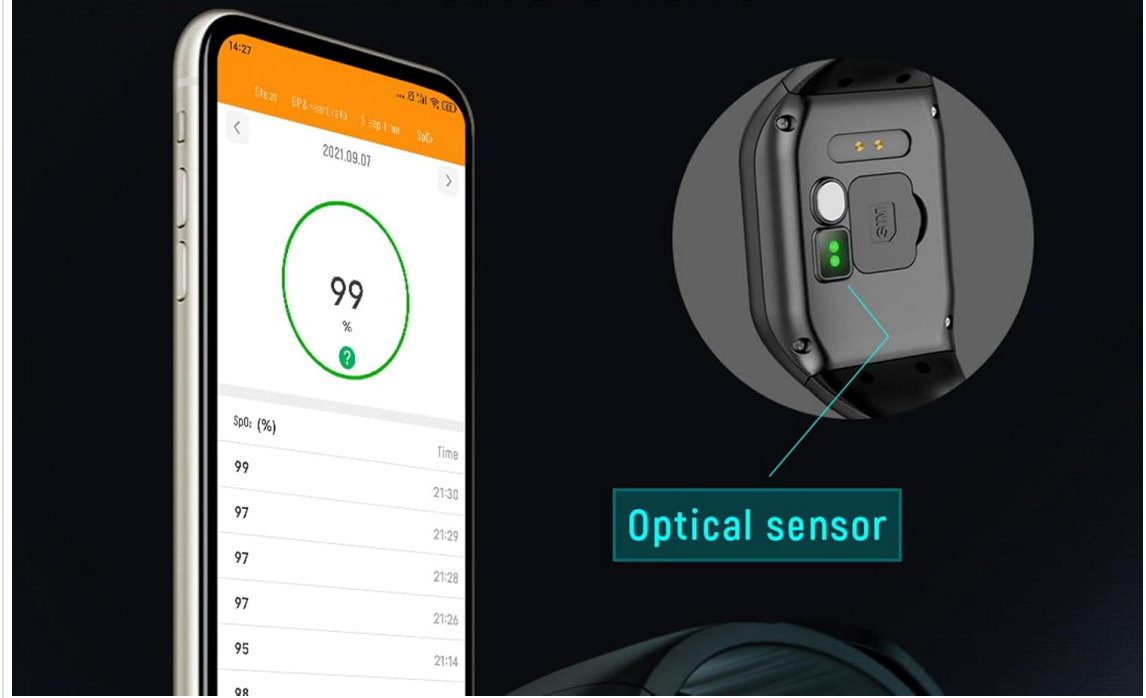 14:27
Steps BP&Heart rate Sleep time SpO₂
2021.09.07
99
%
?
SpO₂ (%) Time
99 21:30
97 21:29
97 21:28
97 21:26
95 21:14
98
SIM
Optical sensor